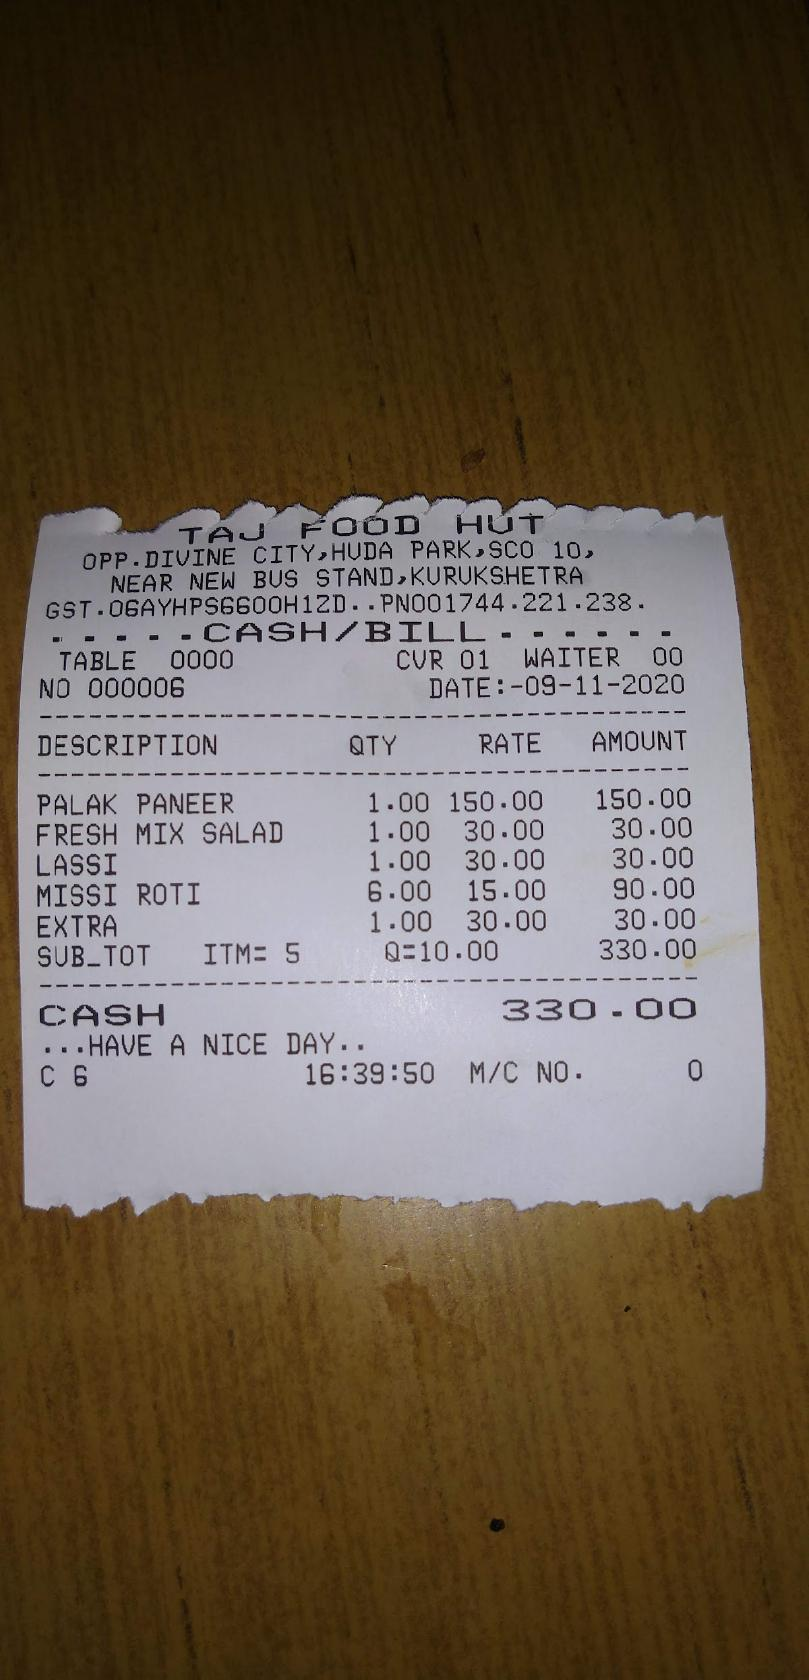 TAJ FOOD HUT
OPP.DIVINE CITY,HUDA PARK,SCO 10,
NEAR NEW BUS STAND,KURUKSHETRA
GST.06AYHPS6600H1ZD..PN001744.221.238.
- - - - -CASH/BILL- - - - - -
TABLE 0000 CVR 01 WAITER 00
NO 000006 DATE:-09-11-2020
----------------------------------------
DESCRIPTION QTY RATE AMOUNT
----------------------------------------
PALAK PANEER 1.00 150.00 150.00
FRESH MIX SALAD 1.00 30.00 30.00
LASSI 1.00 30.00 30.00
MISSI ROTI 6.00 15.00 90.00
EXTRA 1.00 30.00 30.00
SUB_TOT ITM= 5 Q=10.00 330.00
----------------------------------------
CASH 330.00
...HAVE A NICE DAY..
C 6 16:39:50 M/C NO. 0